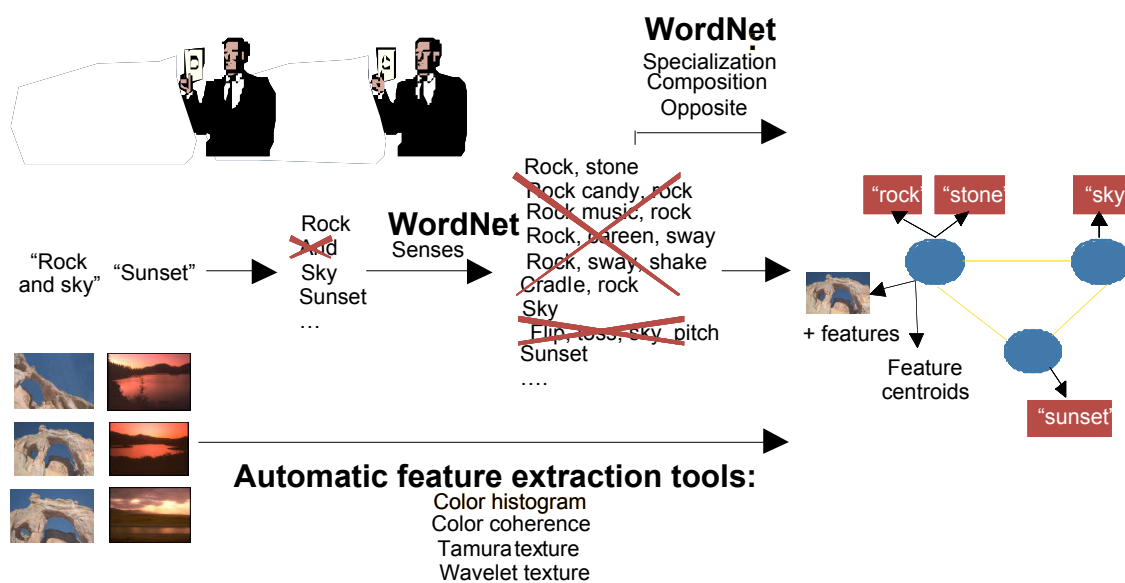 WordNet:
Specialization
Composition
Opposite
Rock, stone
Rock candy, rock
Rock music, rock
Rock, careen, sway
Rock, sway, shake
Cradle, rock
Sky
Flip, toss, sky, pitch
Sunset
….
Rock
And
Sky
Sunset
…
WordNet
Senses
“Rock
and sky”
“Sunset”
“rock”
“stone”
“sky
“sunset”
+ features
Feature
centroids
Automatic feature extraction tools:
Color histogram
Color coherence
Tamura texture
Wavelet texture